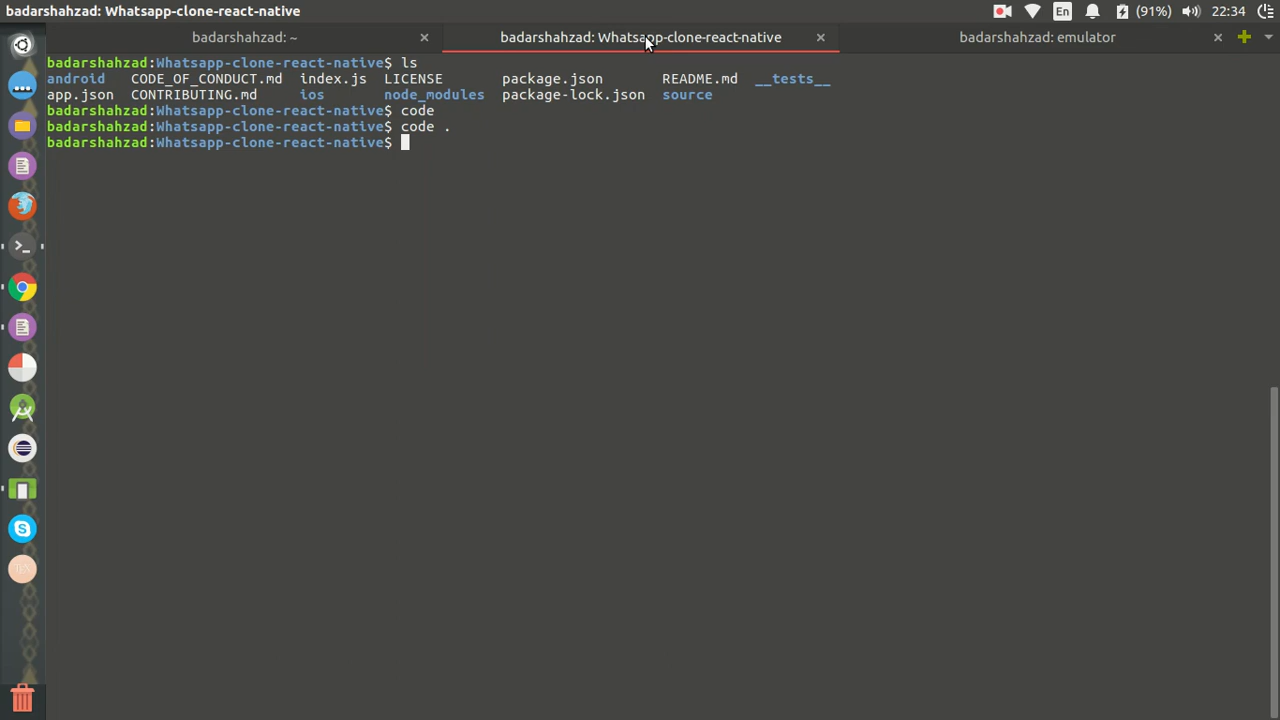 badarshahzad: Whatsapp-clone-react-native
En
(91%)
22:34
badarshahzad: ~
badarshahzad: Whatsapp-clone-react-native
badarshahzad: emulator
badarshahzad:Whatsapp-clone-react-native$ ls
android CODE_OF_CONDUCT.md index.js LICENSE package.json README.md __tests__
app.json CONTRIBUTING.md ios node_modules package-lock.json source
badarshahzad:Whatsapp-clone-react-native$ code
badarshahzad:Whatsapp-clone-react-native$ code .
badarshahzad:Whatsapp-clone-react-native$